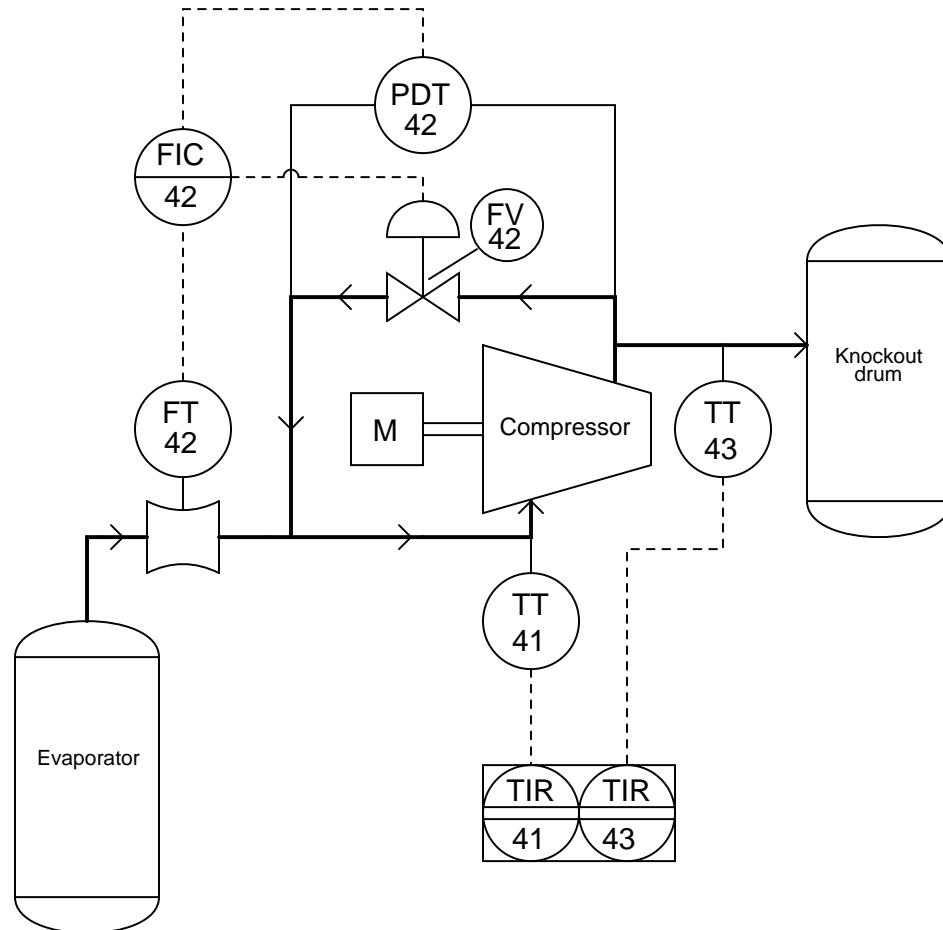 PDT
42
FIC
42
FV
42
Knockout
drum
FT
42
M
Compressor
TT
43
TT
41
Evaporator
TIR
41
TIR
43